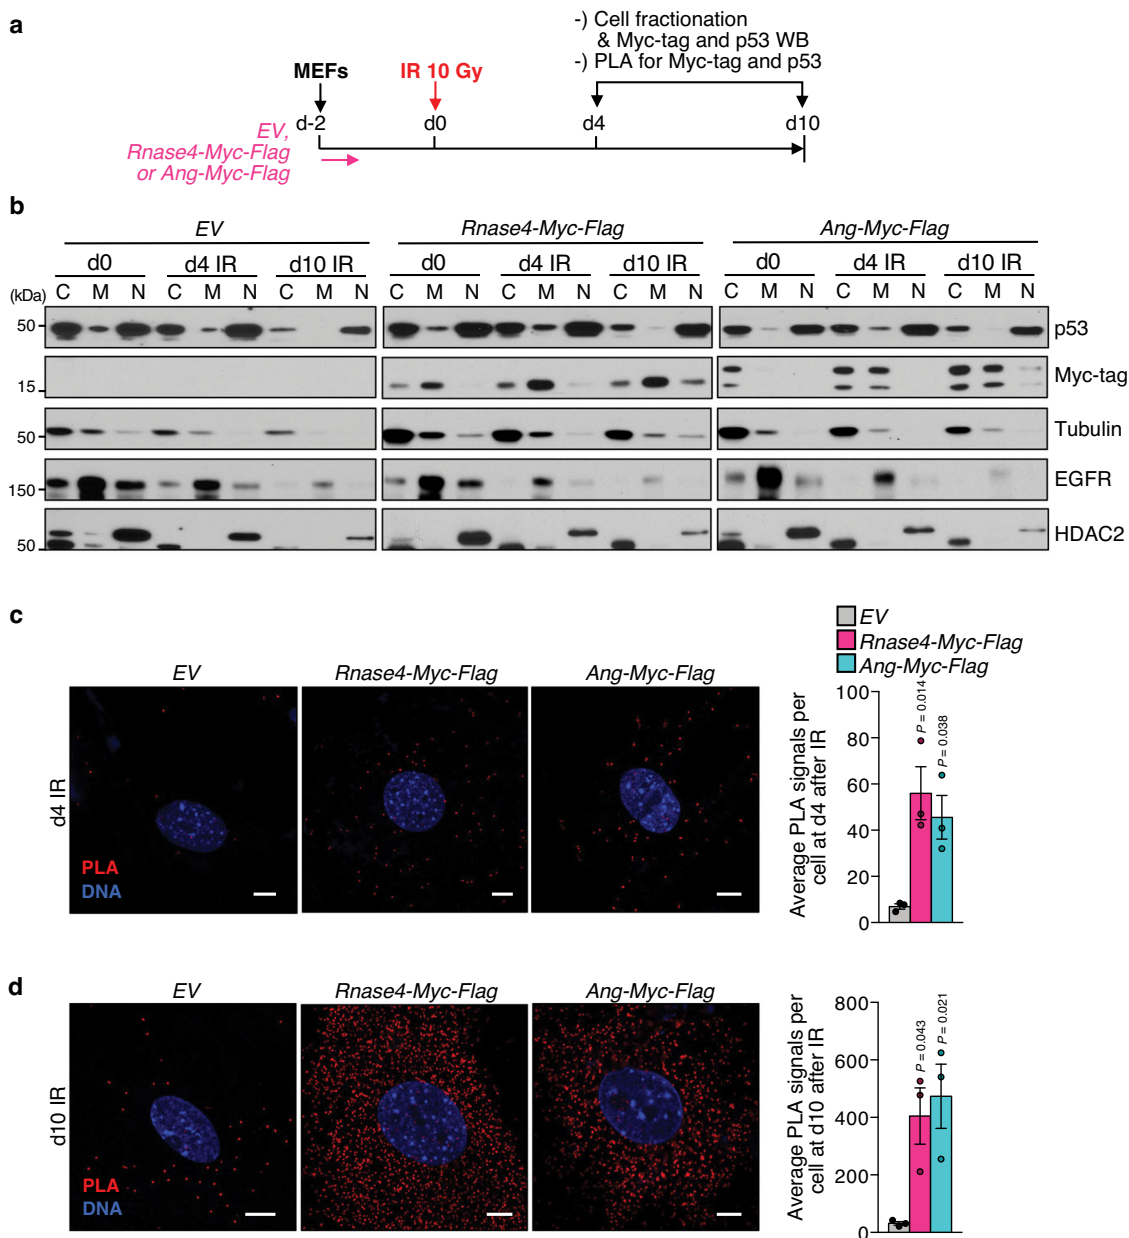 a
-) Cell fractionation
& Myc-tag and p53 WB
-) PLA for Myc-tag and p53
MEFs
IR 10 Gy
d-2
d0
d4
d10
EV,
Rnase4-Myc-Flag
or Ang-Myc-Flag
b
EV
Rnase4-Myc-Flag
Ang-Myc-Flag
d0 d4 IR d10 IR d0 d4 IR d10 IR d0 d4 IR d10 IR
(kDa) C M N C M N C M N C M N C M N C M N C M N C M N C M N
50 p53
15 Myc-tag
50 Tubulin
150 EGFR
50 HDAC2
c
EV
Rnase4-Myc-Flag
Ang-Myc-Flag
EV
Rnase4-Myc-Flag
Ang-Myc-Flag
d4 IR
PLA
DNA
Average PLA signals per
cell at d4 after IR
100
80
60
40
20
0
P = 0.014
P = 0.038
d
EV
Rnase4-Myc-Flag
Ang-Myc-Flag
d10 IR
PLA
DNA
Average PLA signals per
cell at d10 after IR
800
600
400
200
0
P = 0.043
P = 0.021